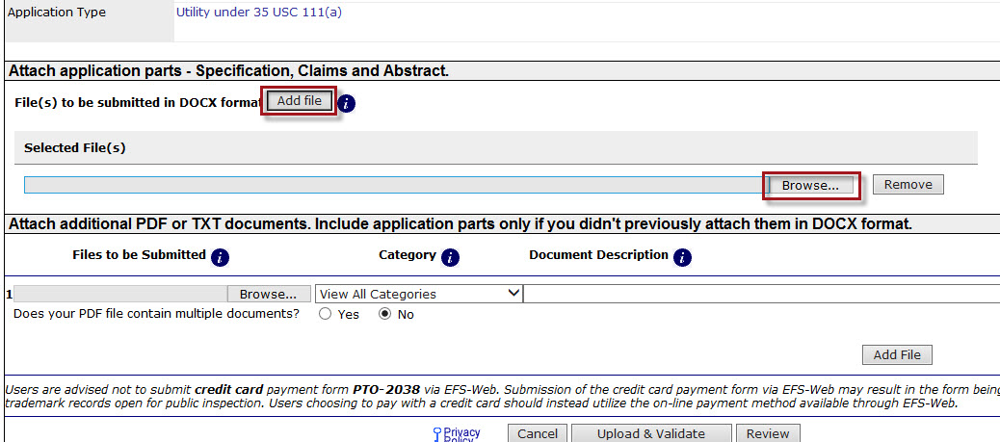 Application Type Utility under 35 USC 111(a)
Attach application parts - Specification, Claims and Abstract.
File(s) to be submitted in DOCX format Add file i
Selected File(s)
Browse... Remove
Attach additional PDF or TXT documents. Include application parts only if you didn't previously attach them in DOCX format.
Files to be Submitted i Category i Document Description i
1 Browse... View All Categories
Does your PDF file contain multiple documents? Yes No
Add File
Users are advised not to submit credit card payment form PTO-2038 via EFS-Web. Submission of the credit card payment form via EFS-Web may result in the form being
trademark records open for public inspection. Users choosing to pay with a credit card should instead utilize the on-line payment method available through EFS-Web.
Privacy
Policy Cancel Upload & Validate Review